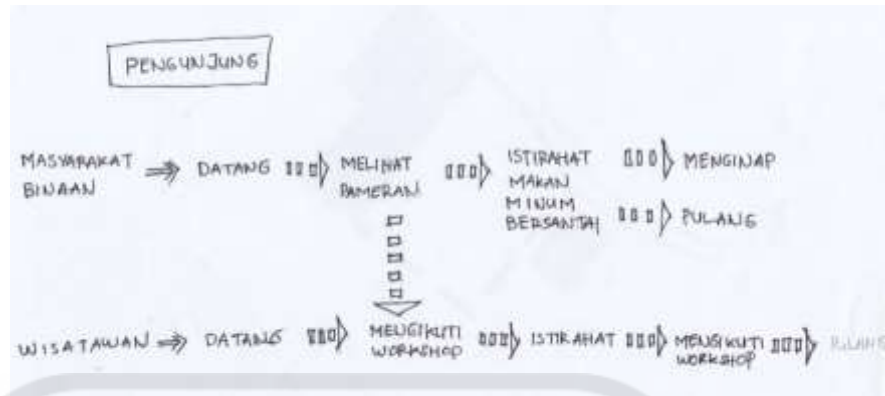 PENGUNJUNG
MASYARAKAT BINAAN
DATANG
MELIHAT PAMERAN
ISTIRAHAT
MAKAN
MINUM
BERSANTAI
MENGINAP
PULANG
WISATAWAN
DATANG
MENGIKUTI WORKSHOP
ISTIRAHAT
MENGIKUTI WORKSHOP
PULANG